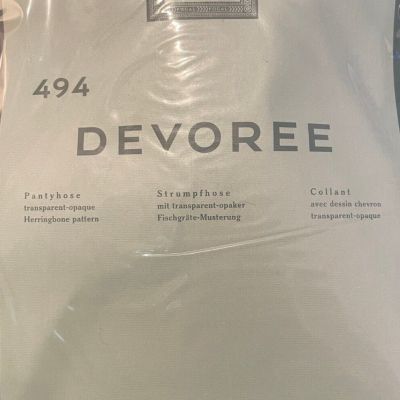 494
DEVOREE
Pantyhose
transparent-opaque
Herringbone pattern
Strumpfhose
mit transparent-opaker
Fischgräte-Musterung
Collant
avec dessin chevron
transparent-opaque